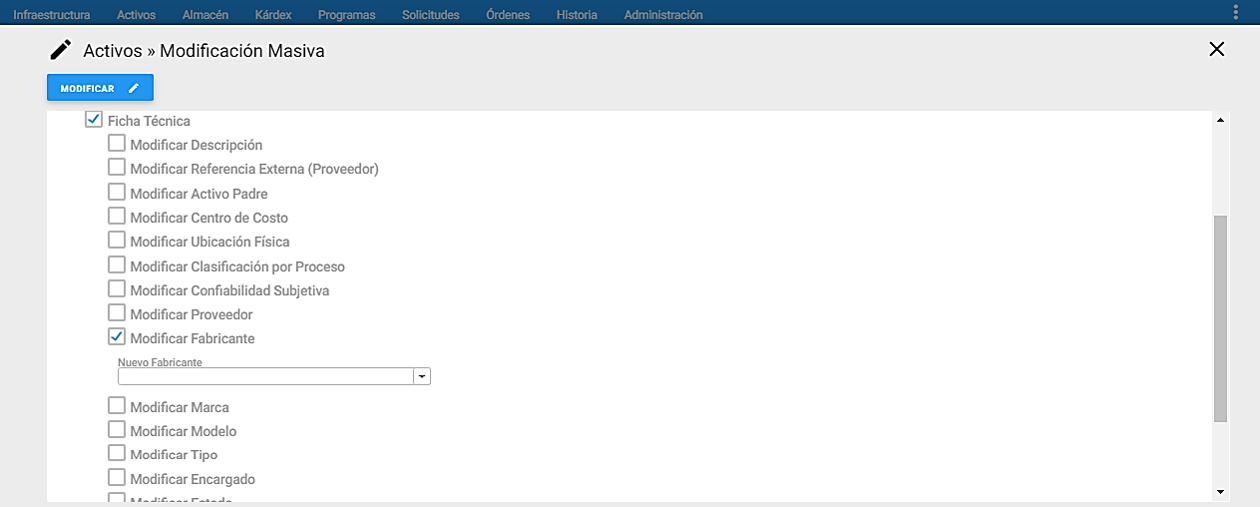 Infraestructura Activos Almacén Kárdex Programas Solicitudes Órdenes Historia Administración
Activos » Modificación Masiva
MODIFICAR
Ficha Técnica
Modificar Descripción
Modificar Referencia Externa (Proveedor)
Modificar Activo Padre
Modificar Centro de Costo
Modificar Ubicación Física
Modificar Clasificación por Proceso
Modificar Confiabilidad Subjetiva
Modificar Proveedor
Modificar Fabricante
Nuevo Fabricante
Modificar Marca
Modificar Modelo
Modificar Tipo
Modificar Encargado
Modificar Estado